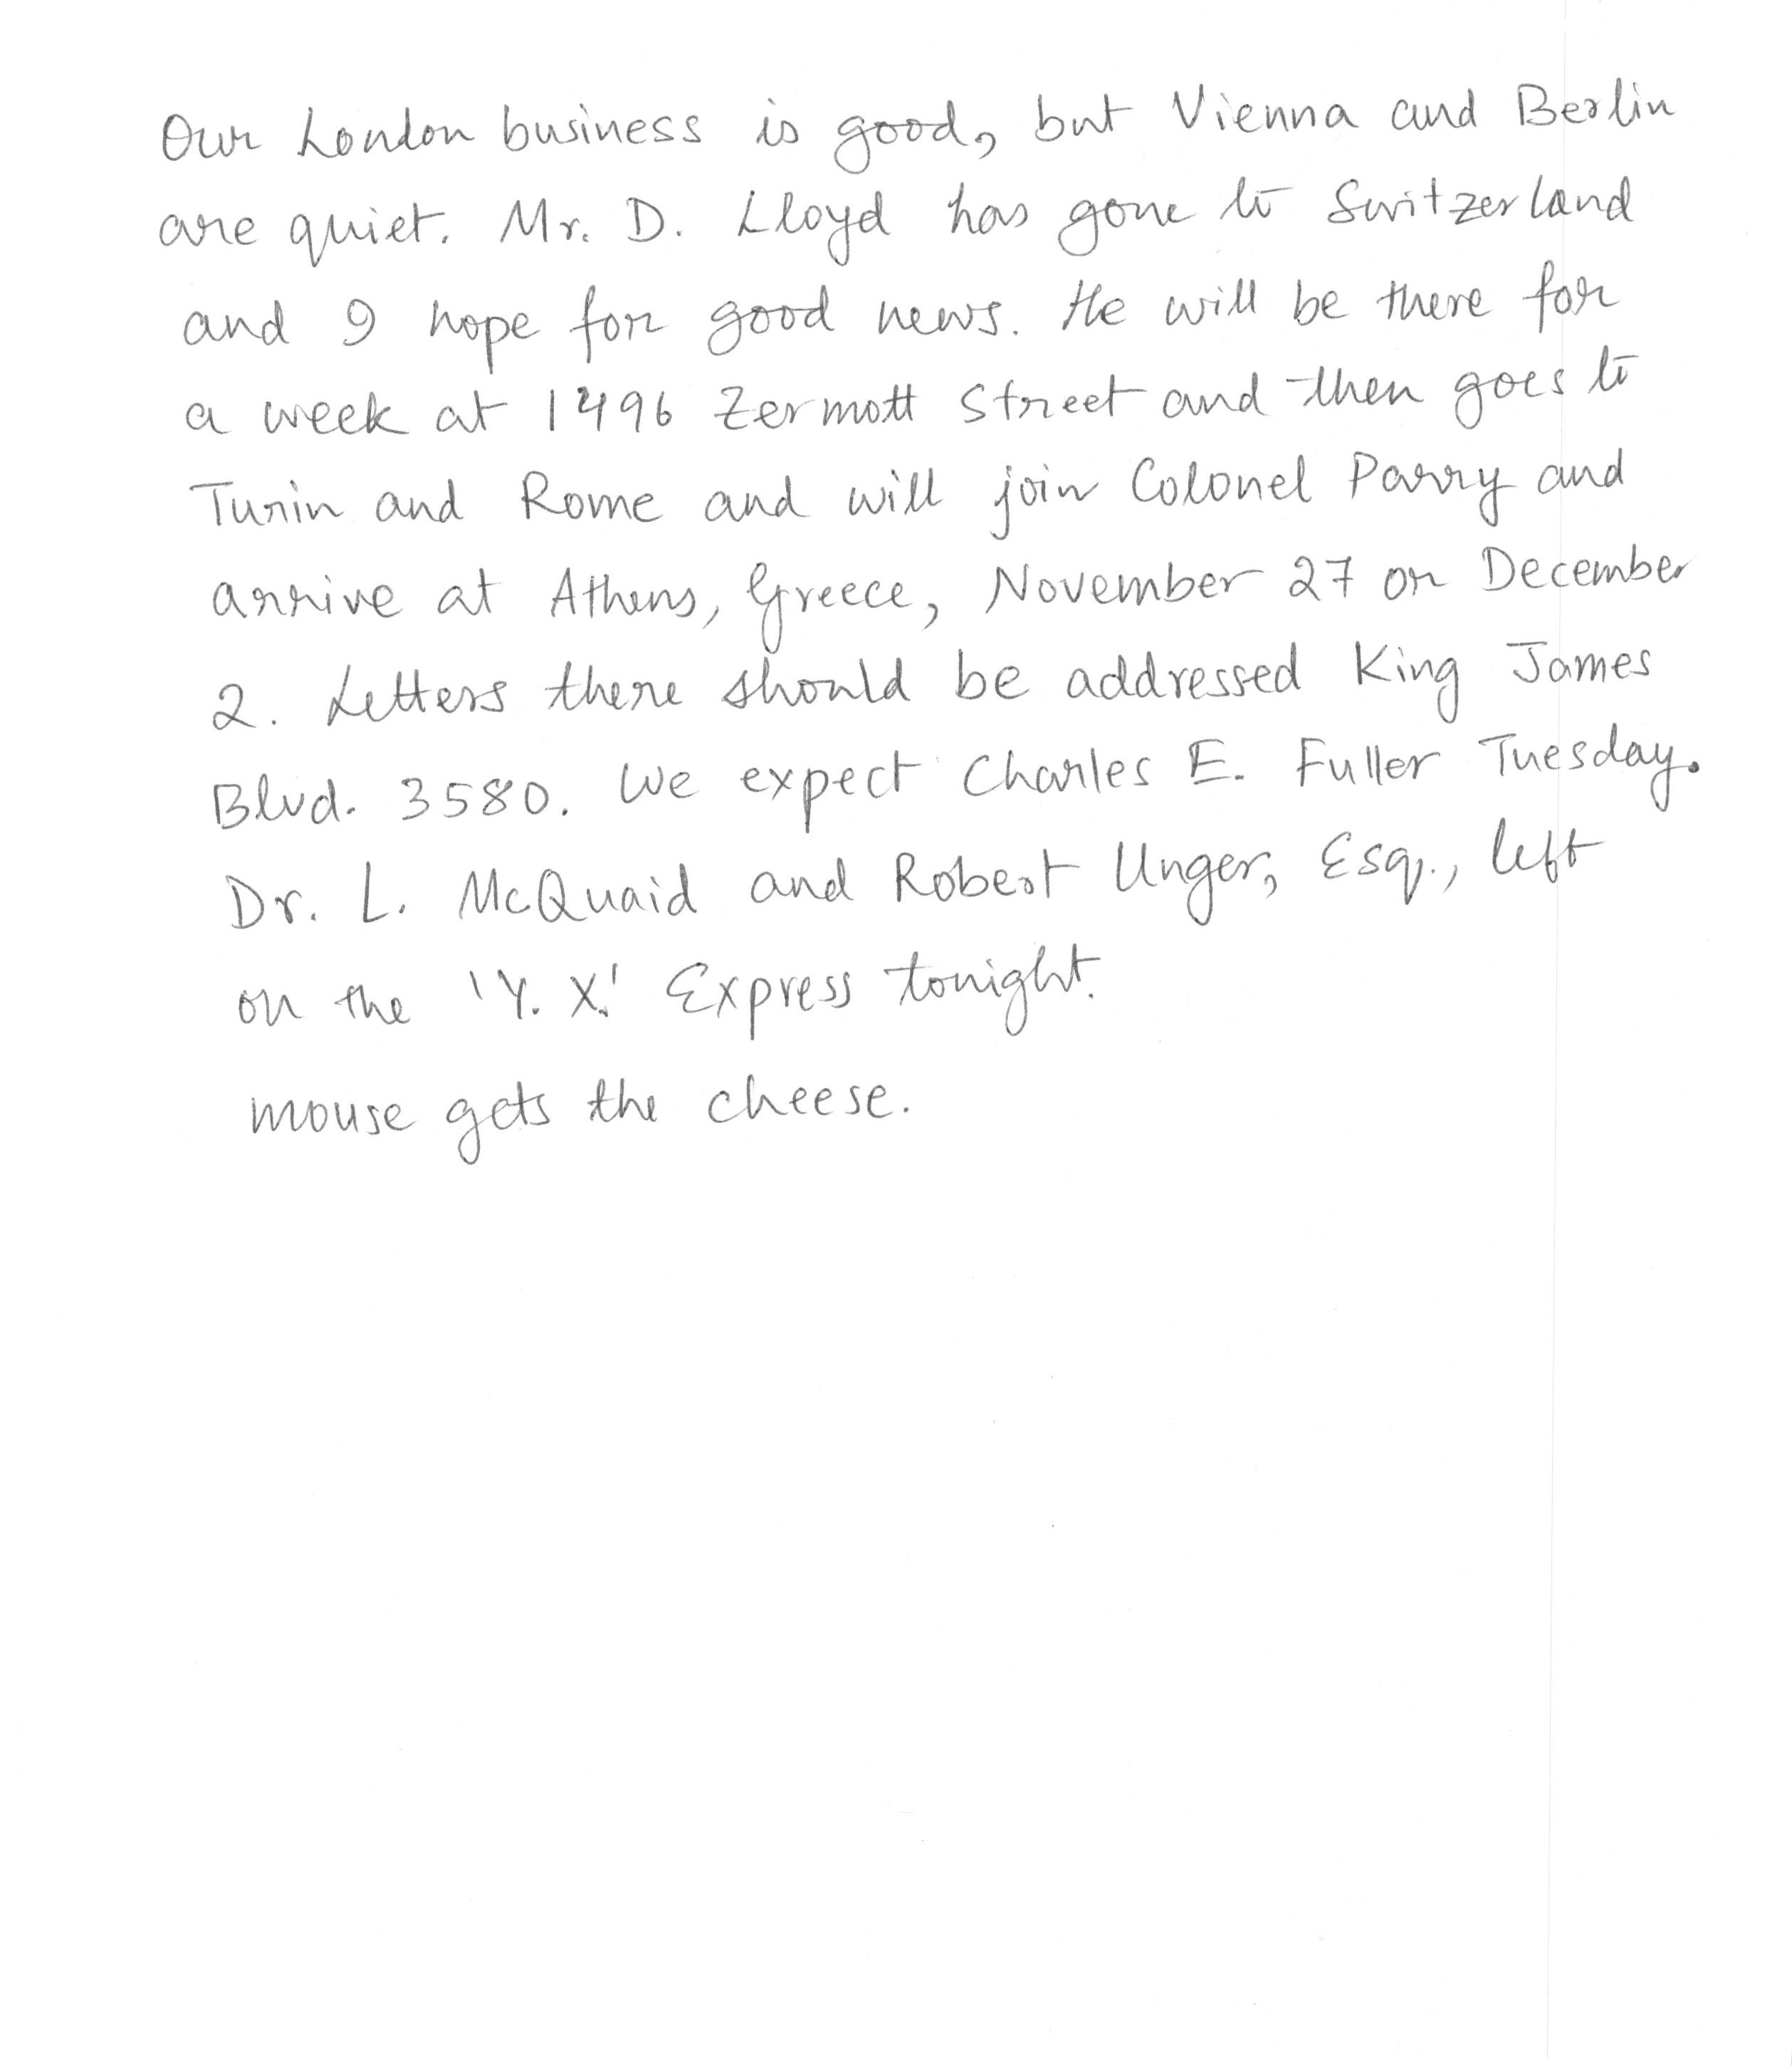 Our London business is good, but Vienna and Berlin
are quiet. Mr. D. Lloyd has gone to Switzerland
and I hope for good news. He will be there for
a week at 1496 Zermott Street and then goes to
Turin and Rome and will join Colonel Parry and
arrive at Athens, Greece, November 27 or December
2. Letters there should be addressed King James
Blvd. 3580. We expect Charles E. Fuller Tuesday.
Dr. L. McQuaid and Robert Unger, Esq., left
on the 'Y. X.' Express tonight.
mouse gets the cheese.